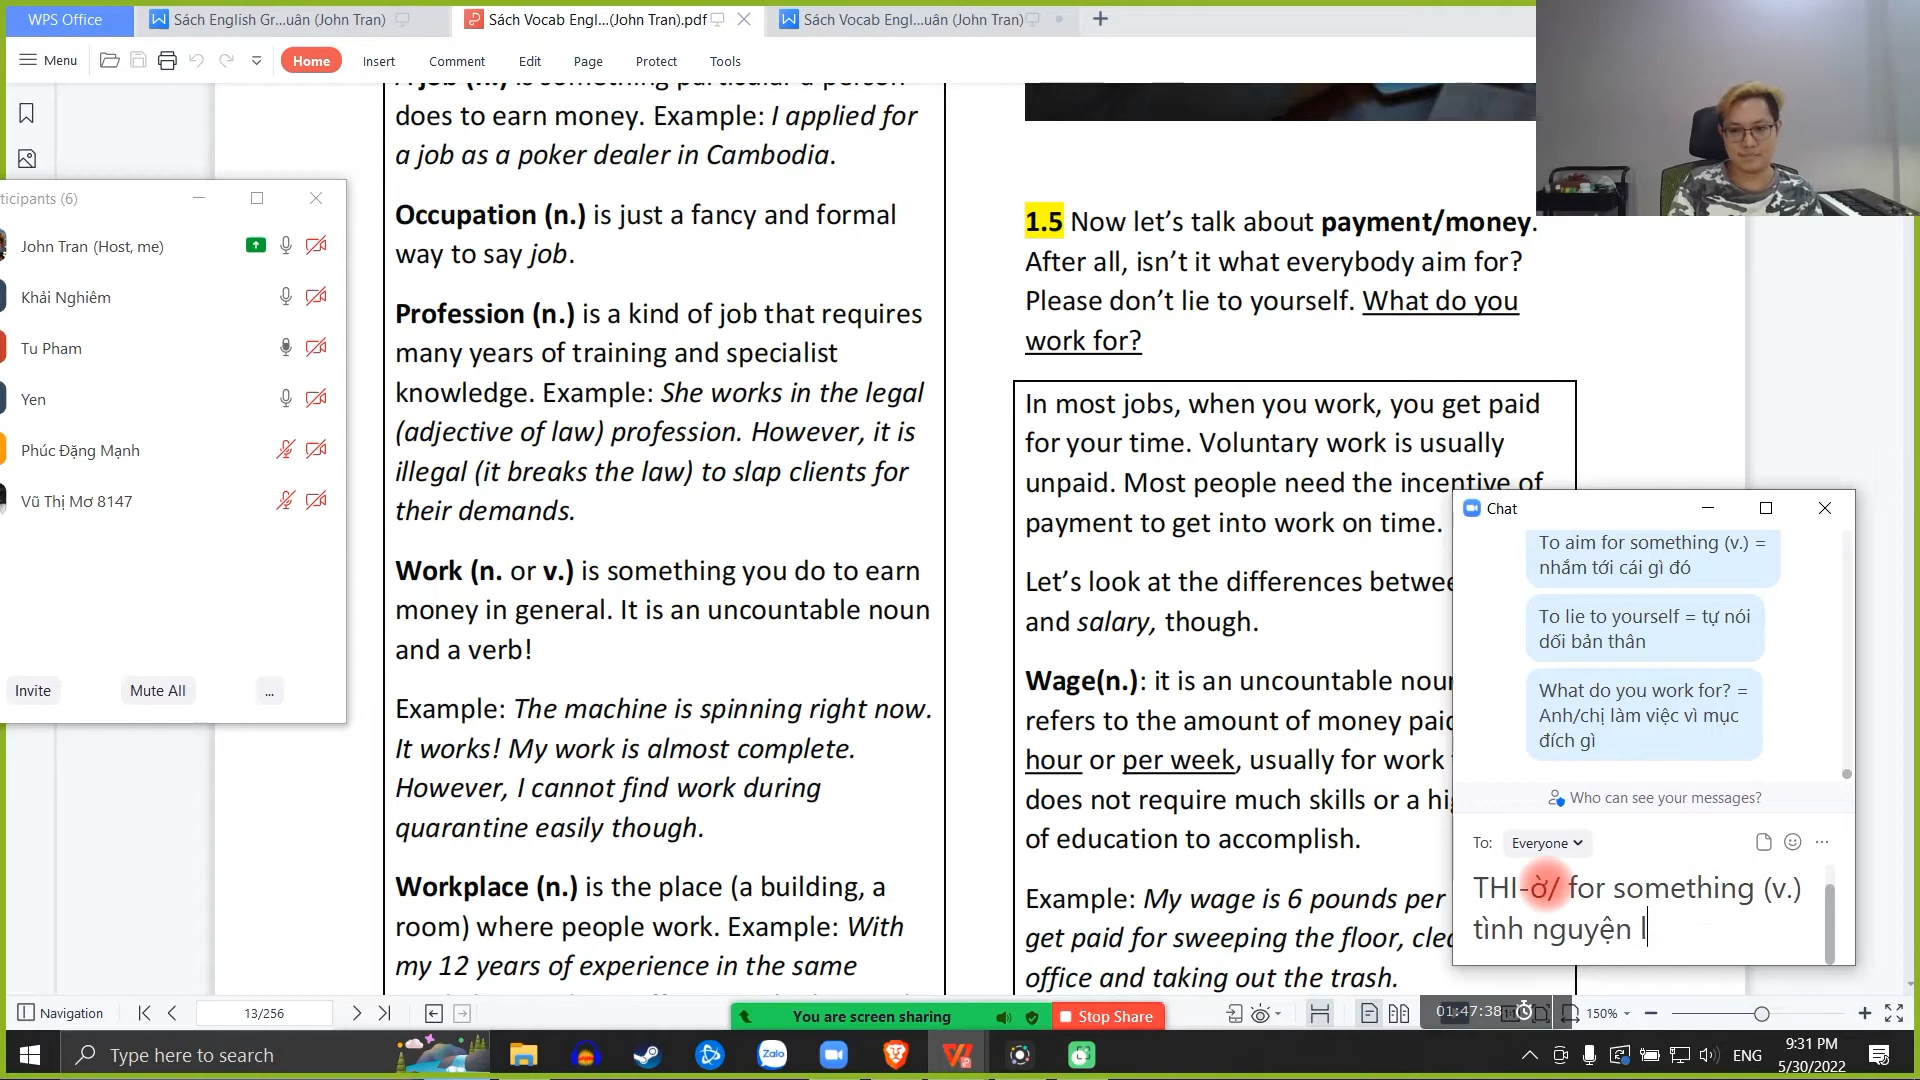 WPS Office
Sách English Gr...uân (John Tran)
Sách Vocab Engl...(John Tran).pdf
Sách Vocab Engl...uân (John Tran)
Menu
Home
Insert
Comment
Edit
Page
Protect
Tools
does to earn money. Example: I applied for
a job as a poker dealer in Cambodia.
Occupation (n.) is just a fancy and formal
way to say job.
Profession (n.) is a kind of job that requires
many years of training and specialist
knowledge. Example: She works in the legal
(adjective of law) profession. However, it is
illegal (it breaks the law) to slap clients for
their demands.
Work (n. or v.) is something you do to earn
money in general. It is an uncountable noun
and a verb!
Example: The machine is spinning right now.
It works! My work is almost complete.
However, I cannot find work during
quarantine easily though.
Workplace (n.) is the place (a building, a
room) where people work. Example: With
my 12 years of experience in the same
1.5 Now let's talk about payment/money.
After all, isn't it what everybody aim for?
Please don't lie to yourself. What do you
work for?
In most jobs, when you work, you get paid
for your time. Voluntary work is usually
unpaid. Most people need the incentive of
payment to get into work on time.
Let's look at the differences betwee
and salary, though.
Wage(n.): it is an uncountable nou
refers to the amount of money paid
hour or per week, usually for work
does not require much skills or a hi
of education to accomplish.
Example: My wage is 6 pounds per
get paid for sweeping the floor, cle
office and taking out the trash.
ticipants (6)
John Tran (Host, me)
Khải Nghiêm
Tu Pham
Yen
Phúc Đặng Mạnh
Vũ Thị Mơ 8147
Invite
Mute All
...
Chat
To aim for something (v.) =
nhắm tới cái gì đó
To lie to yourself = tự nói
dối bản thân
What do you work for? =
Anh/chị làm việc vì mục
đích gì
Who can see your messages?
To: Everyone
THI-ờ/ for something (v.)
tình nguyện l
Navigation
13/256
You are screen sharing
Stop Share
01:47:38
150%
Type here to search
Zalo
ENG
9:31 PM
5/30/2022